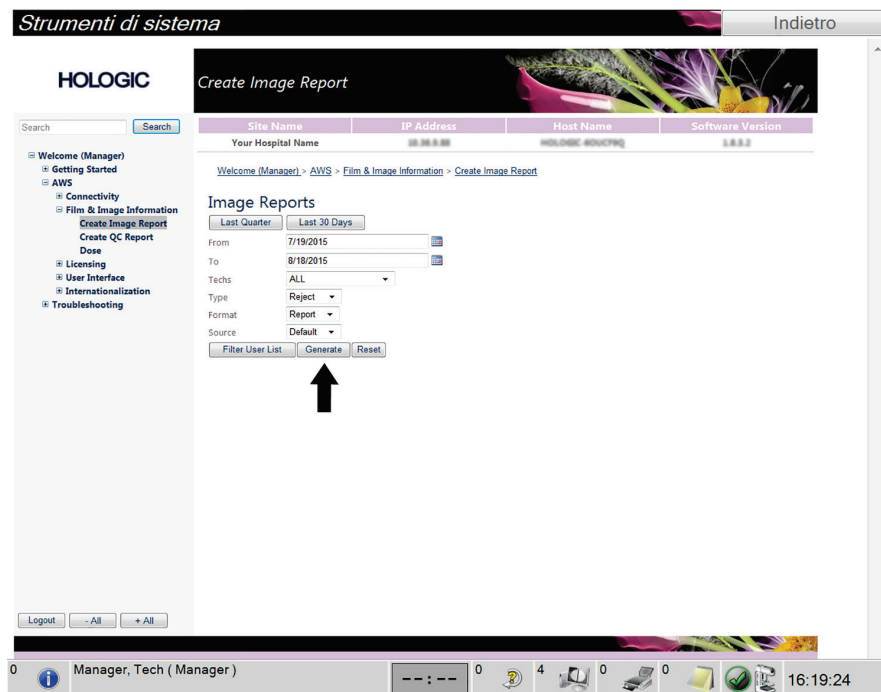 Strumenti di sistema
Indietro
HOLOGIC
Create Image Report
Search
Search
Site Name IP Address Host Name Software Version
Your Hospital Name 1.8.3.2
Welcome (Manager)
Getting Started
AWS
Connectivity
Film & Image Information
Create Image Report
Create QC Report
Dose
Licensing
User Interface
Internationalization
Troubleshooting
Welcome (Manager) > AWS > Film & Image Information > Create Image Report
Image Reports
Last Quarter Last 30 Days
From 7/19/2015
To 8/18/2015
Techs ALL
Type Reject
Format Report
Source Default
Filter User List Generate Reset
Logout - All + All
0 Manager, Tech ( Manager ) --:-- 0 4 0 0 16:19:24